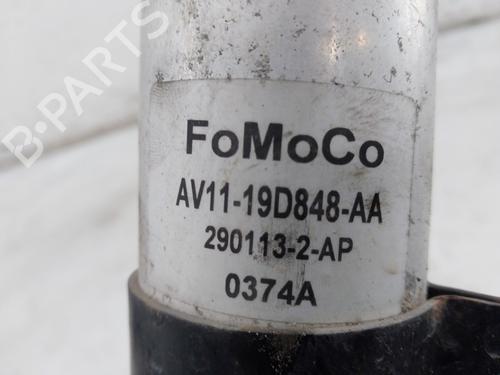 B-PARTS
FoMoCo
AV11-19D848-AA
290113-2-AP
0374A